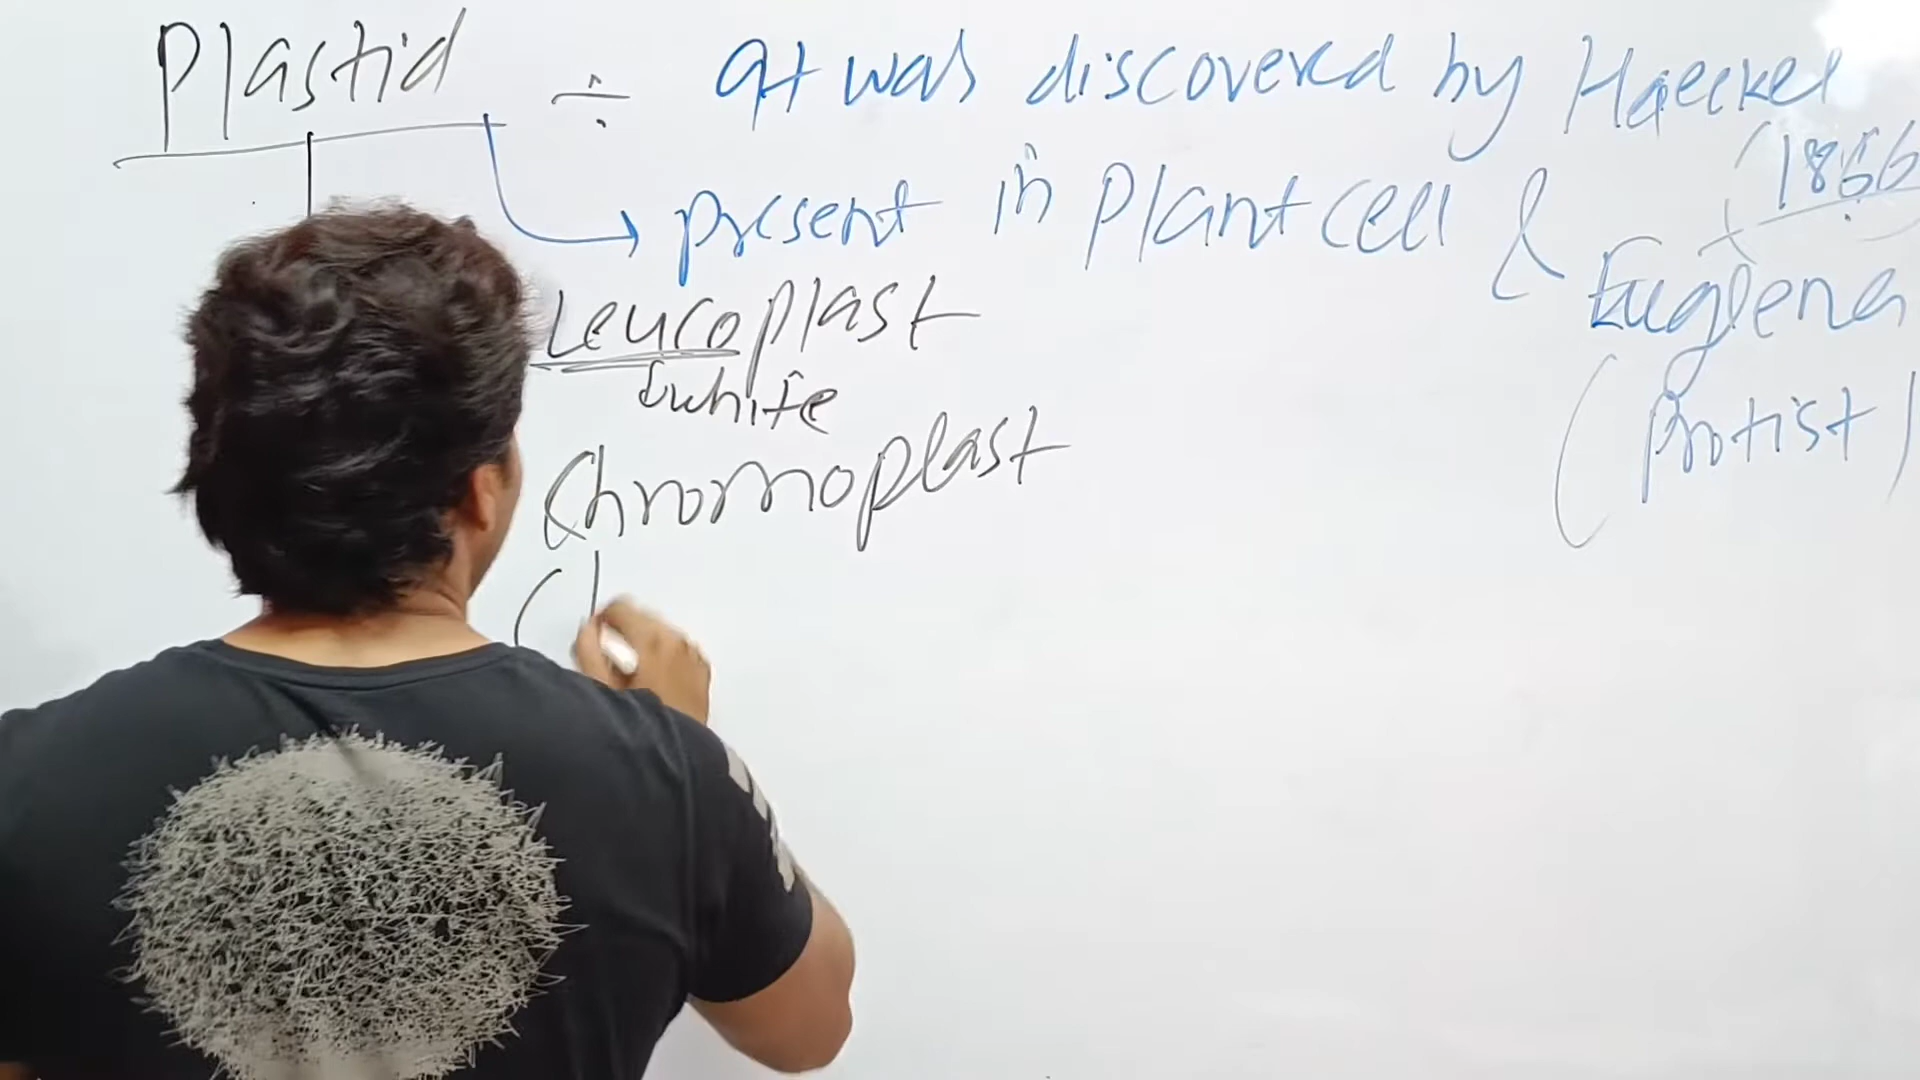 Plastid ÷ It was discovered by Haeckel
(1866)
→ present in plant cell &
Euglena
(Protist)
Leucoplast
white
Chromoplast
Ch